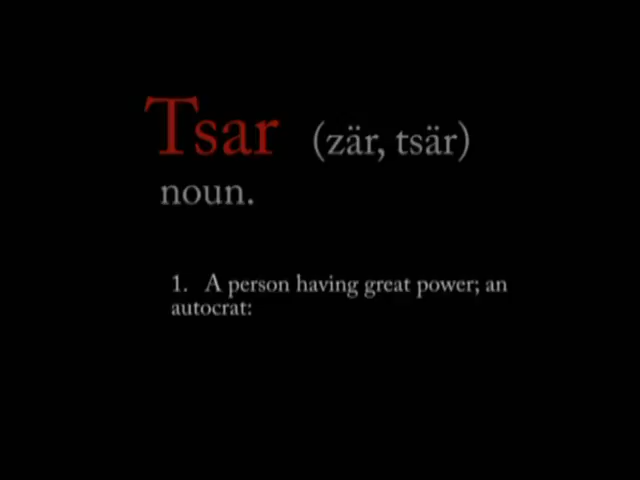 Tsar (zär, tsär)
noun.
1. A person having great power; an
autocrat: